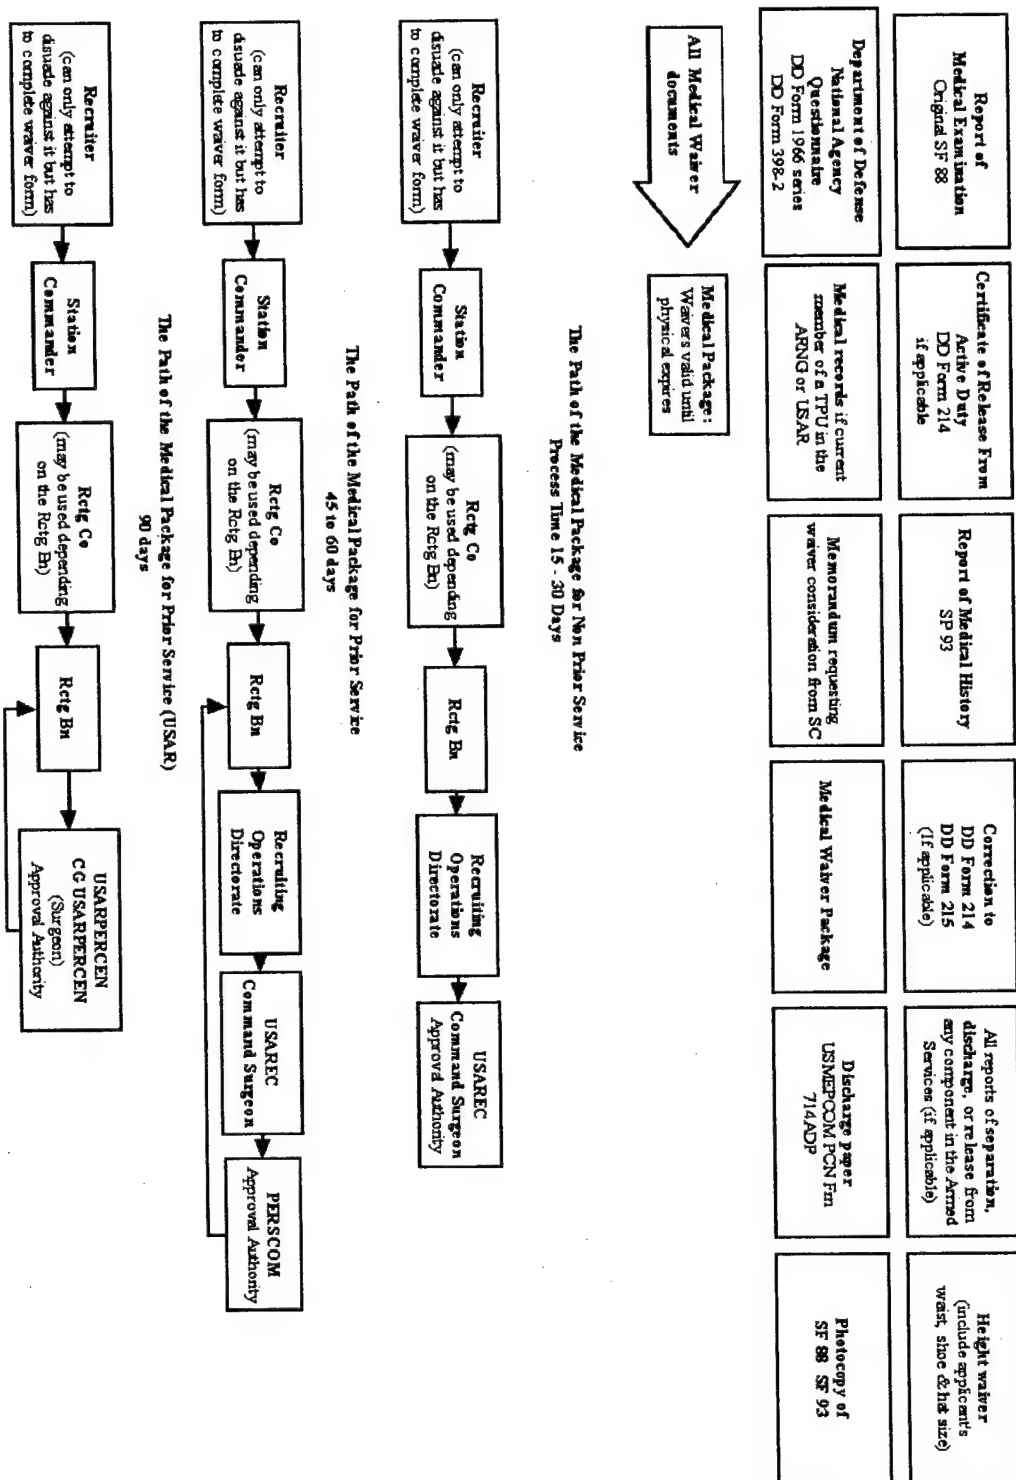 Report of
Medical Examination
Original SF 88
Certificate of Release From
Active Duty
DD Form 214
if applicable
Report of Medical History
SP 93
Correction to
DD Form 214
DD Form 215
(If applicable)
All reports of separation,
discharge, or release from
any component in the Armed
Services (if applicable)
Height waiver
(include applicant's
waist, shoe & hat size)
Department of Defense
National Agency
Questionnaire
DD Form 1966 series
DD Form 398-2
Medical records if current
member of a TPU in the
ARNG or USAR
Memorandum requesting
waiver consideration from SC
Medical Waiver Package
Discharge paper
USMEPCOM PCN Fm
714ADP
Photocopy of
SF 88 SF 93
All Medical Waiver
documents
Medical Package:
Waivers valid until
physical expires
The Path of the Medical Package for Non Prior Service
Process Time 15 - 30 Days
Recruiter
(can only attempt to
disuade against it but has
to complete waiver form)
Station
Commander
Rctg Co
(may be used depending
on the Rctg Bn)
Rctg Bn
Recruiting
Operations
Directorate
USAREC
Command Surgeon
Approval Authority
The Path of the Medical Package for Prior Service
45 to 60 days
Recruiter
(can only attempt to
disuade against it but has
to complete waiver form)
Station
Commander
Rctg Co
(may be used depending
on the Rctg Bn)
Rctg Bn
Recruiting
Operations
Directorate
USAREC
Command Surgeon
PERSCOM
Approval Authority
The Path of the Medical Package for Prior Service (USAR)
90 days
Recruiter
(can only attempt to
disuade against it but has
to complete waiver form)
Station
Commander
Rctg Co
(may be used depending
on the Rctg Bn)
Rctg Bn
USARPERCEN
CG USARPERCEN
(Surgeon)
Approval Authority